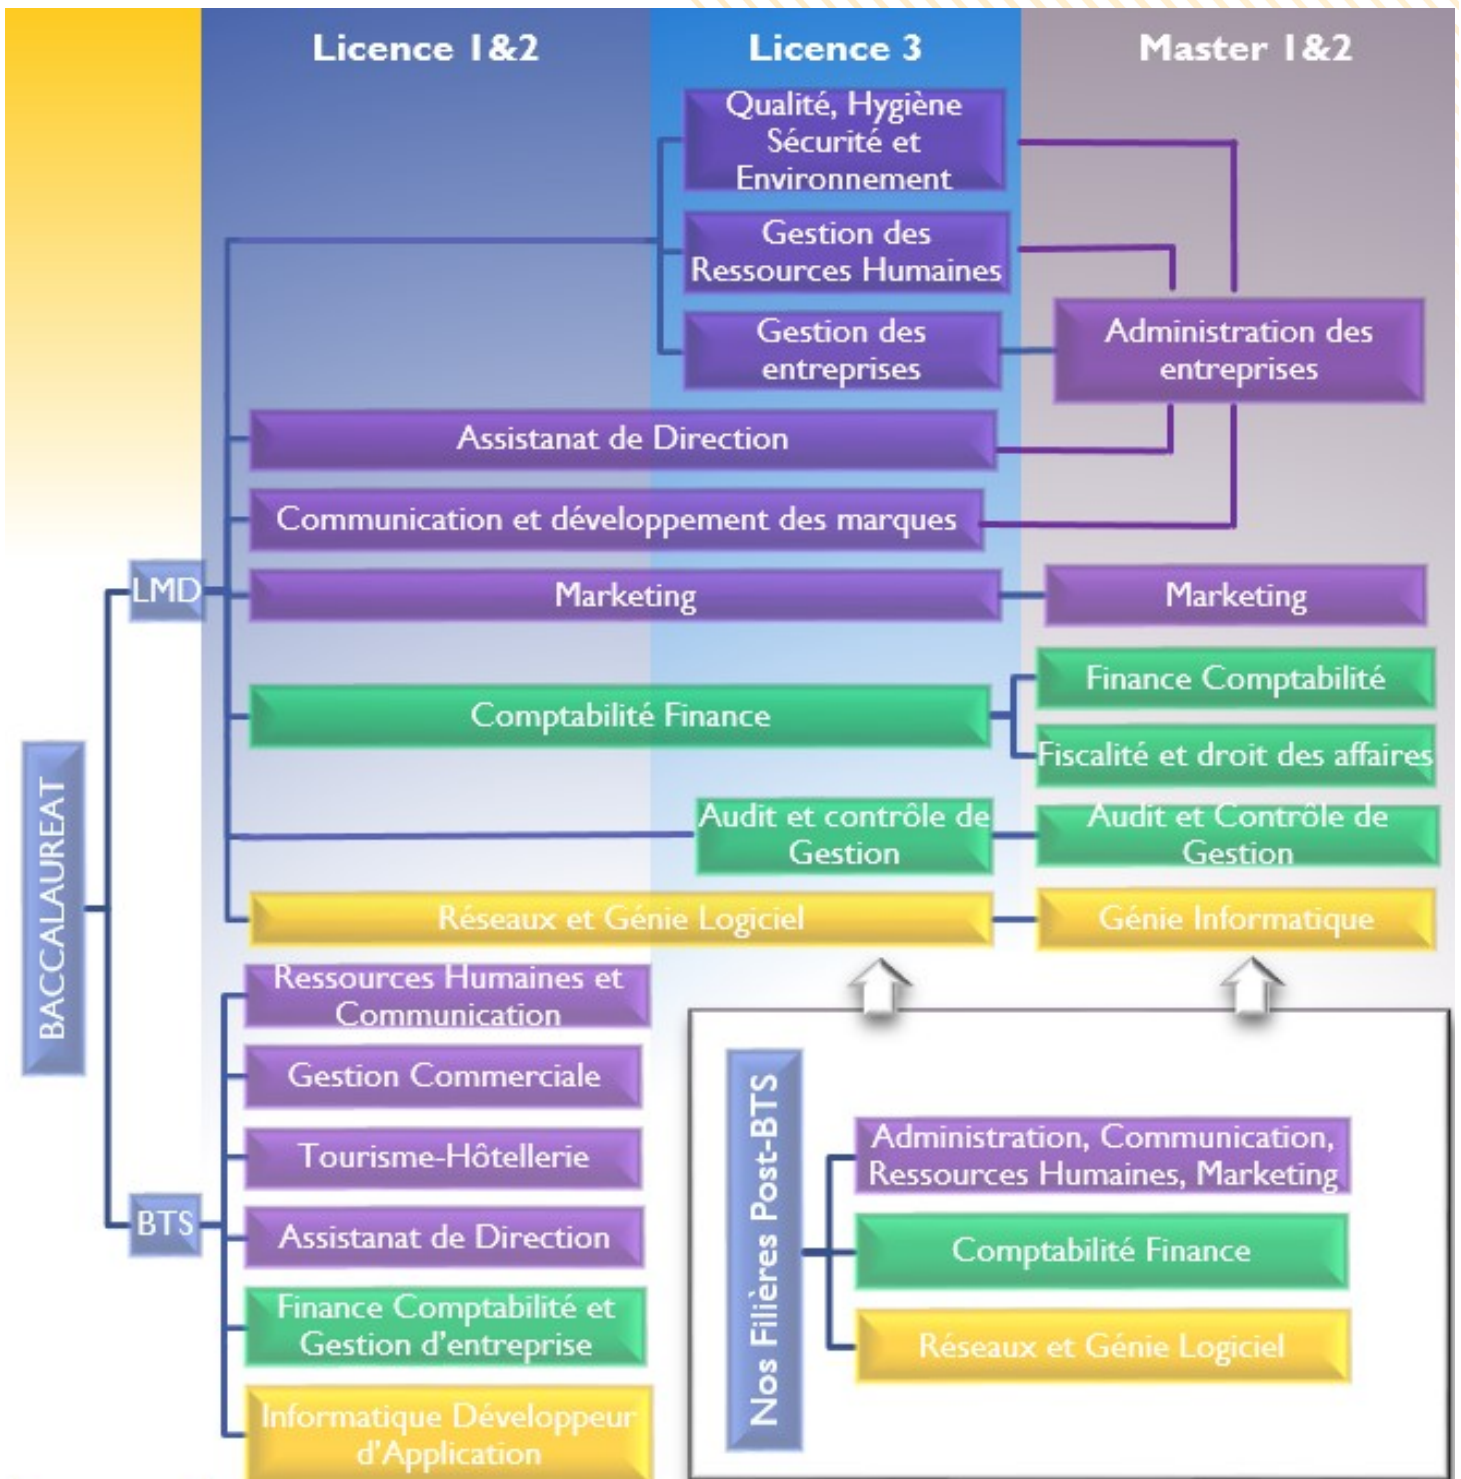 Licence 1&2
Licence 3
Master 1&2
Qualité, Hygiène
Sécurité et
Environnement
Gestion des
Ressources Humaines
Gestion des
entreprises
Administration des
entreprises
Assistanat de Direction
Communication et développement des marques
LMD
Marketing
Marketing
Comptabilité Finance
Finance Comptabilité
Fiscalité et droit des affaires
Audit et contrôle de
Gestion
Audit et Contrôle de
Gestion
Réseaux et Génie Logiciel
Génie Informatique
BACCALAUREAT
BTS
Ressources Humaines et
Communication
Gestion Commerciale
Tourisme-Hôtellerie
Assistanat de Direction
Finance Comptabilité et
Gestion d'entreprise
Informatique Développeur
d'Application
Nos Filières Post-BTS
Administration, Communication,
Ressources Humaines, Marketing
Comptabilité Finance
Réseaux et Génie Logiciel